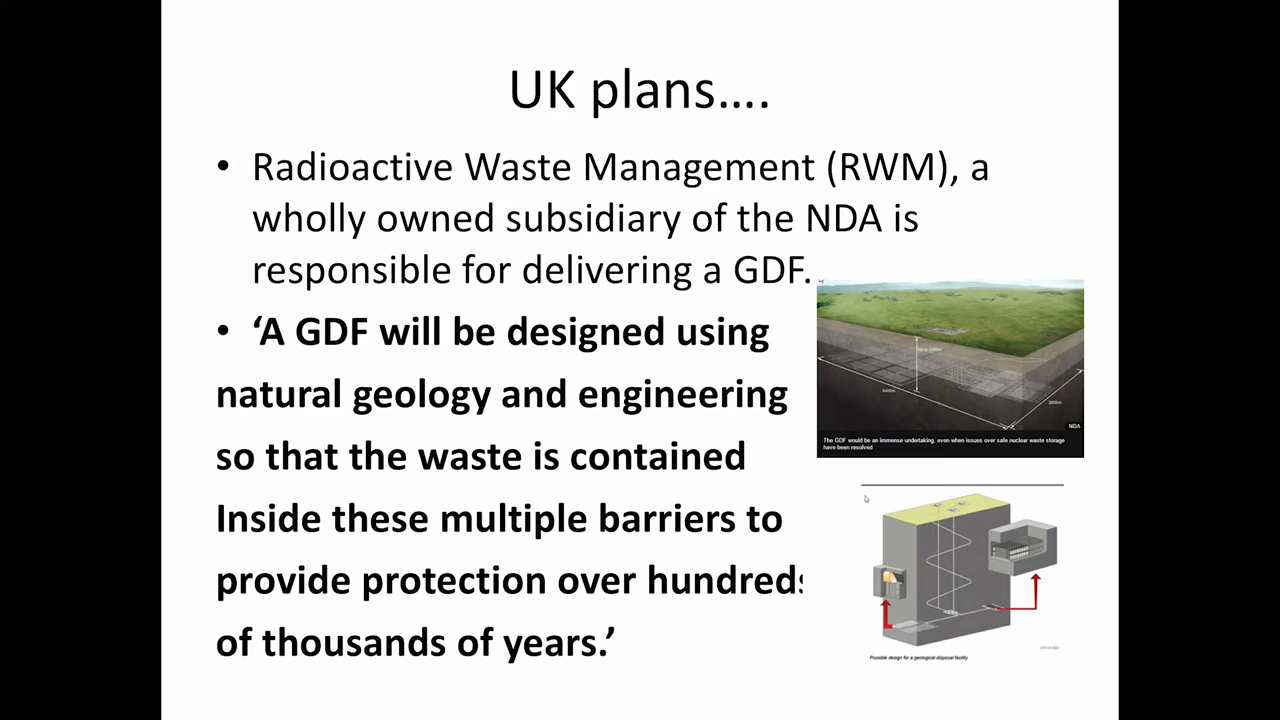 UK plans….
• Radioactive Waste Management (RWM), a
wholly owned subsidiary of the NDA is
responsible for delivering a GDF.
• ‘A GDF will be designed using
natural geology and engineering
so that the waste is contained
Inside these multiple barriers to
provide protection over hundreds
of thousands of years.’
NDA
The GDF would be an immense undertaking, even when issues over safe nuclear waste storage
have been resolved
Possible design for a geological disposal facility